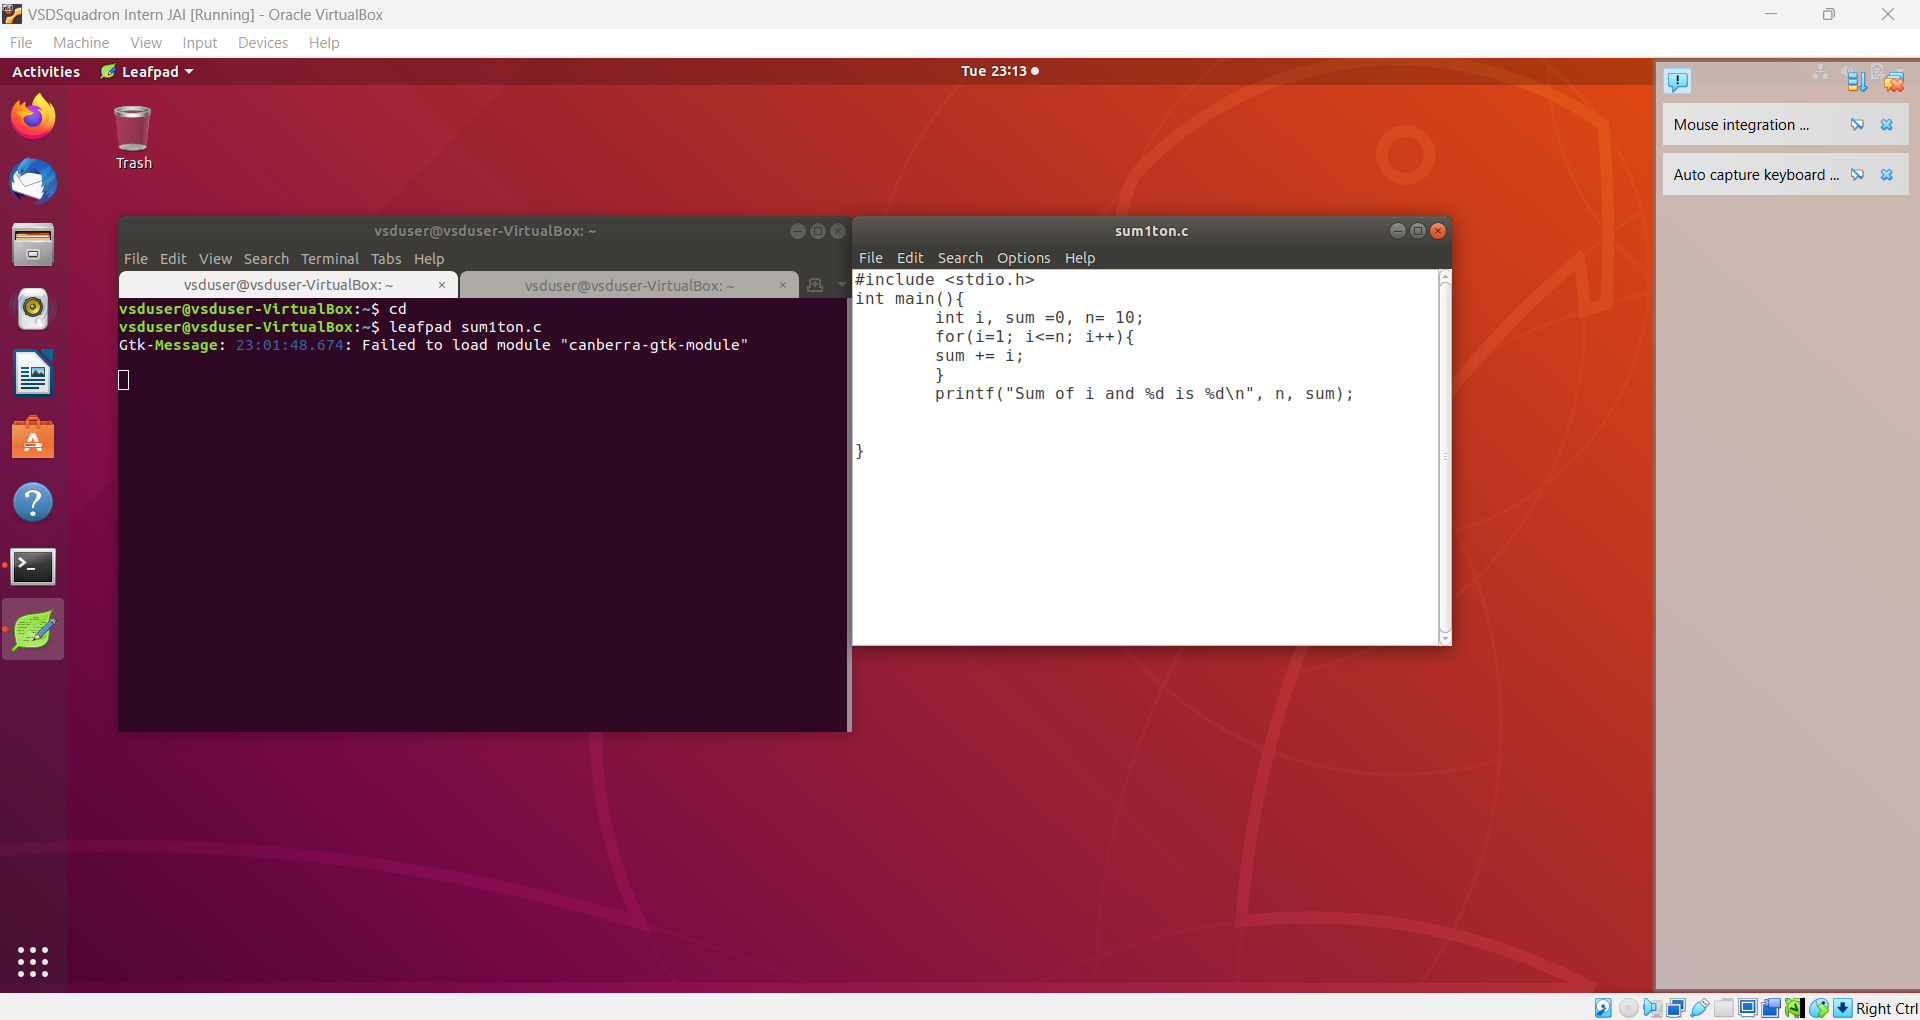 VSDSquadron Intern JAI [Running] - Oracle VirtualBox
File Machine View Input Devices Help
Activities Leafpad Tue 23:13
Trash
Mouse integration ...
Auto capture keyboard ...
vsduser@vsduser-VirtualBox: ~
File Edit View Search Terminal Tabs Help
vsduser@vsduser-VirtualBox: ~ × vsduser@vsduser-VirtualBox: ~ ×
vsduser@vsduser-VirtualBox:~$ cd
vsduser@vsduser-VirtualBox:~$ leafpad sum1ton.c
Gtk-Message: 23:01:48.674: Failed to load module "canberra-gtk-module"
sum1ton.c
File Edit Search Options Help
#include <stdio.h>
int main(){
int i, sum =0, n= 10;
for(i=1; i<=n; i++){
sum += i;
}
printf("Sum of i and %d is %d\n", n, sum);
}
Right Ctrl